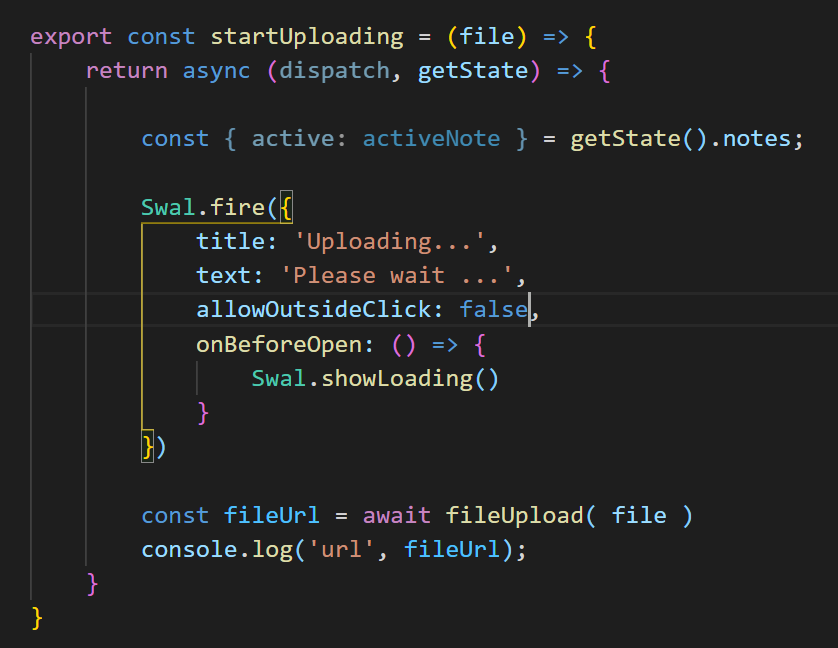 export const startUploading = (file) => {
return async (dispatch, getState) => {
const { active: activeNote } = getState().notes;
Swal.fire({
title: 'Uploading...',
text: 'Please wait ...',
allowOutsideClick: false,
onBeforeOpen: () => {
Swal.showLoading()
}
})
const fileUrl = await fileUpload( file )
console.log('url', fileUrl);
}
}